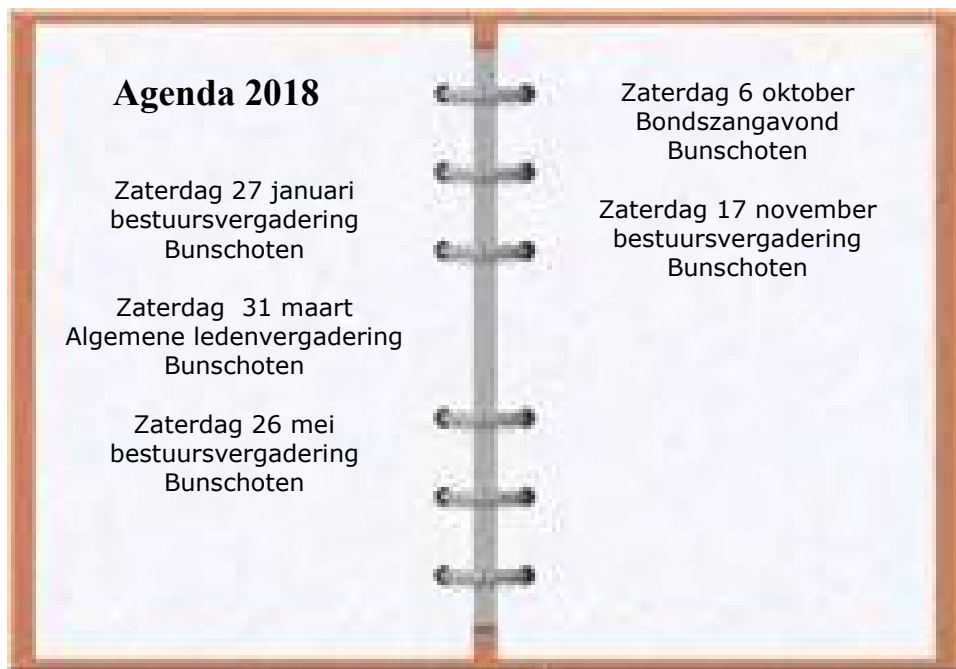 Agenda 2018
Zaterdag 27 januari
bestuursvergadering
Bunschoten
Zaterdag  31 maart
Algemene ledenvergadering
Bunschoten
Zaterdag 26 mei
bestuursvergadering
Bunschoten
Zaterdag 6 oktober
Bondszangavond
Bunschoten
Zaterdag 17 november
bestuursvergadering
Bunschoten